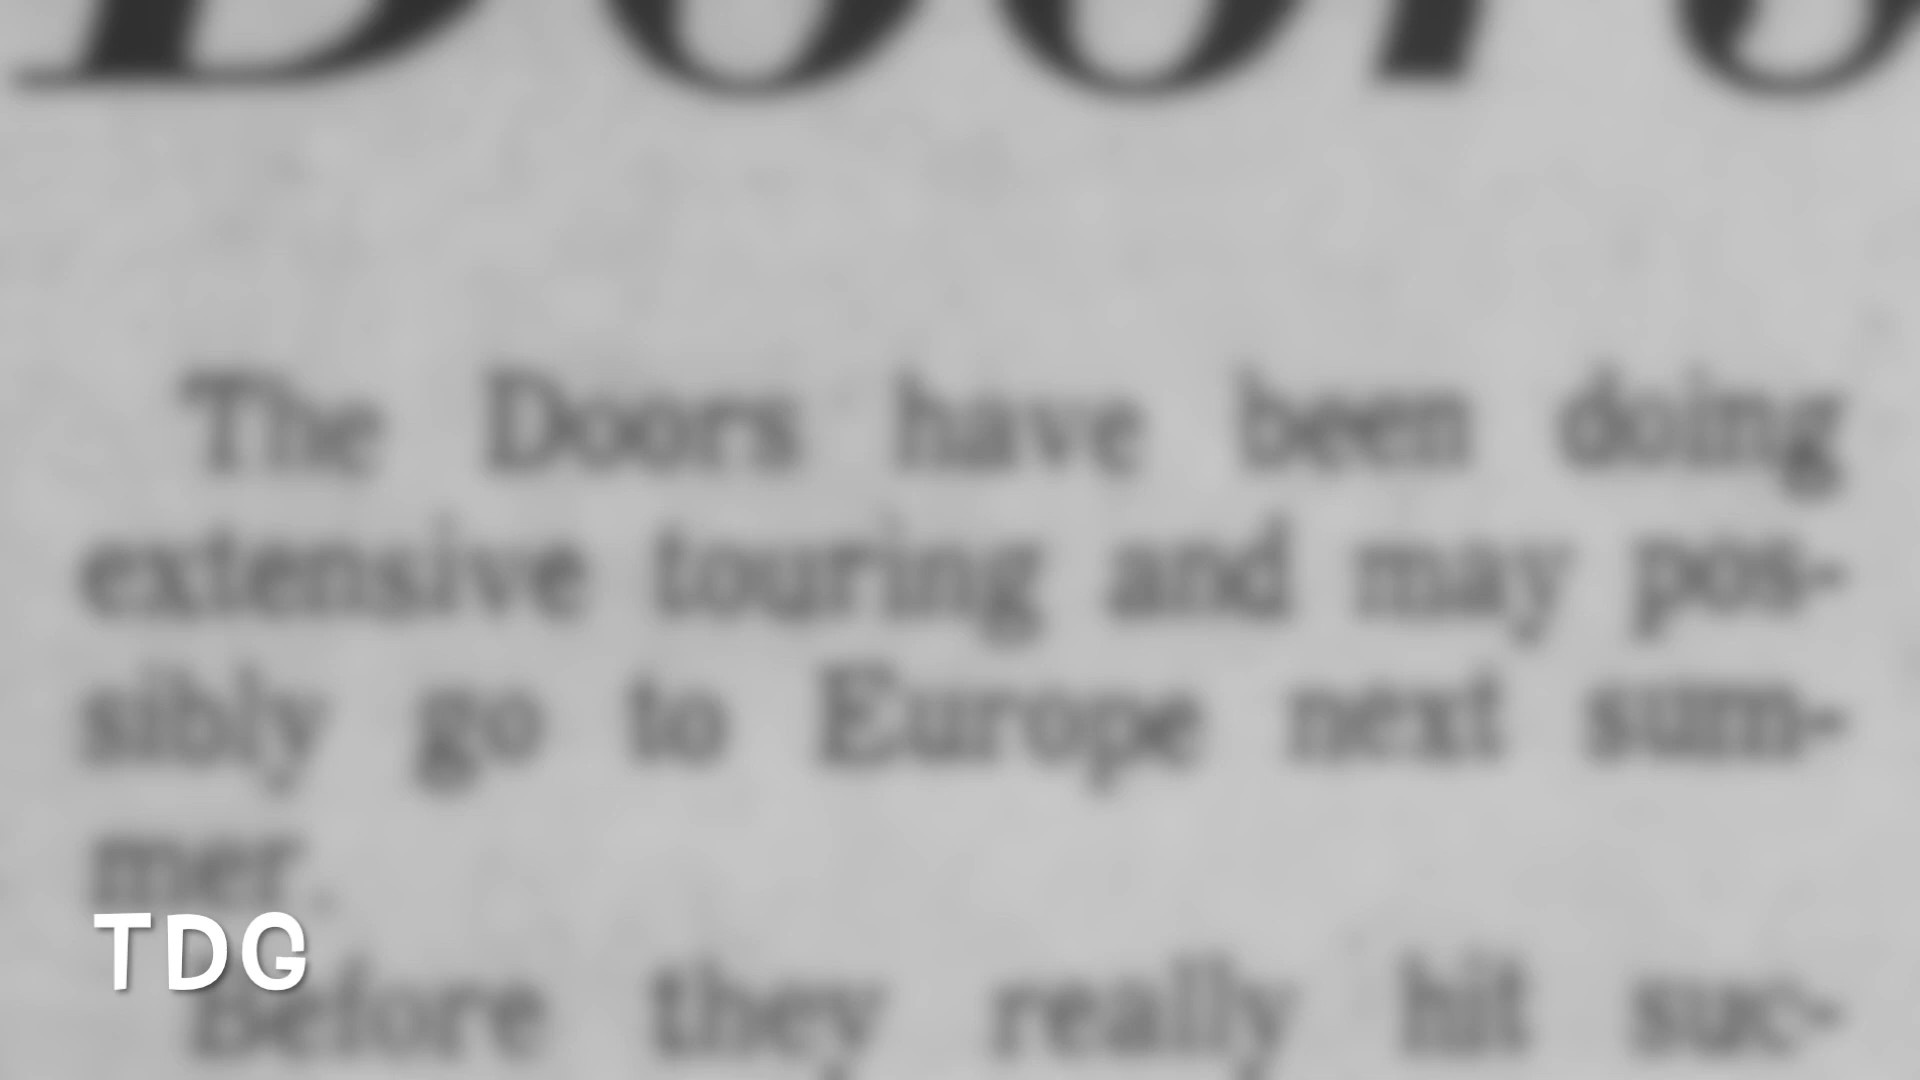 Doors
The Doors have been doing
extensive touring and may pos-
sibly go to Europe next sum-
mer.
TDG
Before they really hit suc-